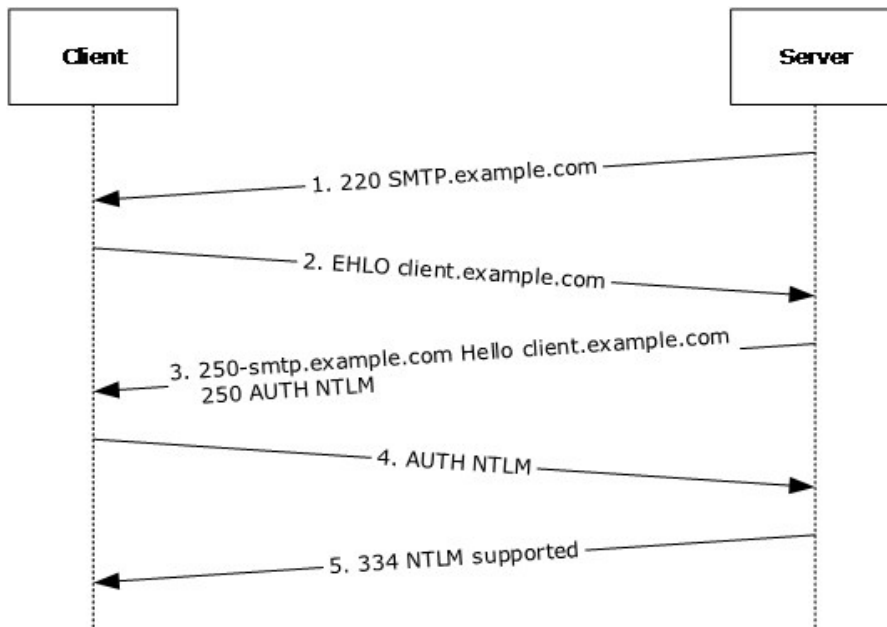 Client
Server
1. 220 SMTP.example.com
2. EHLO client.example.com
3. 250-smtp.example.com Hello client.example.com
250 AUTH NTLM
4. AUTH NTLM
5. 334 NTLM supported